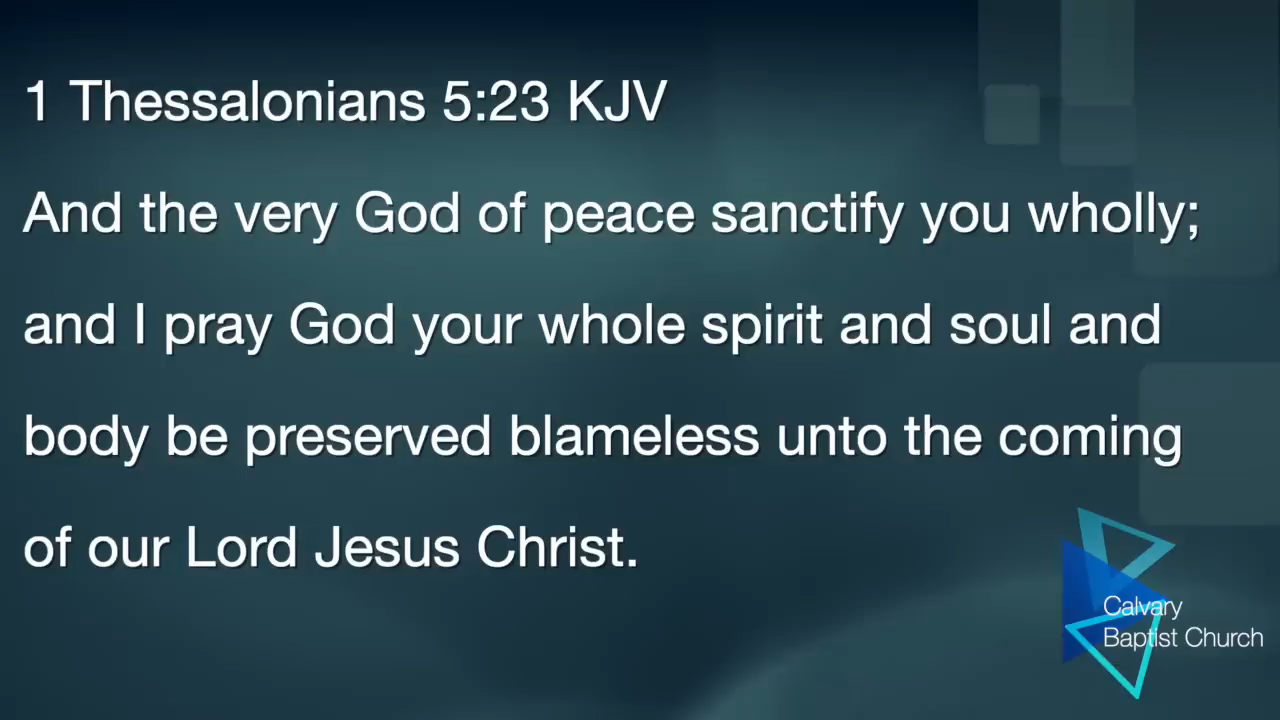 1 Thessalonians 5:23 KJV
And the very God of peace sanctify you wholly;
and I pray God your whole spirit and soul and
body be preserved blameless unto the coming
of our Lord Jesus Christ.
Calvary
Baptist Church